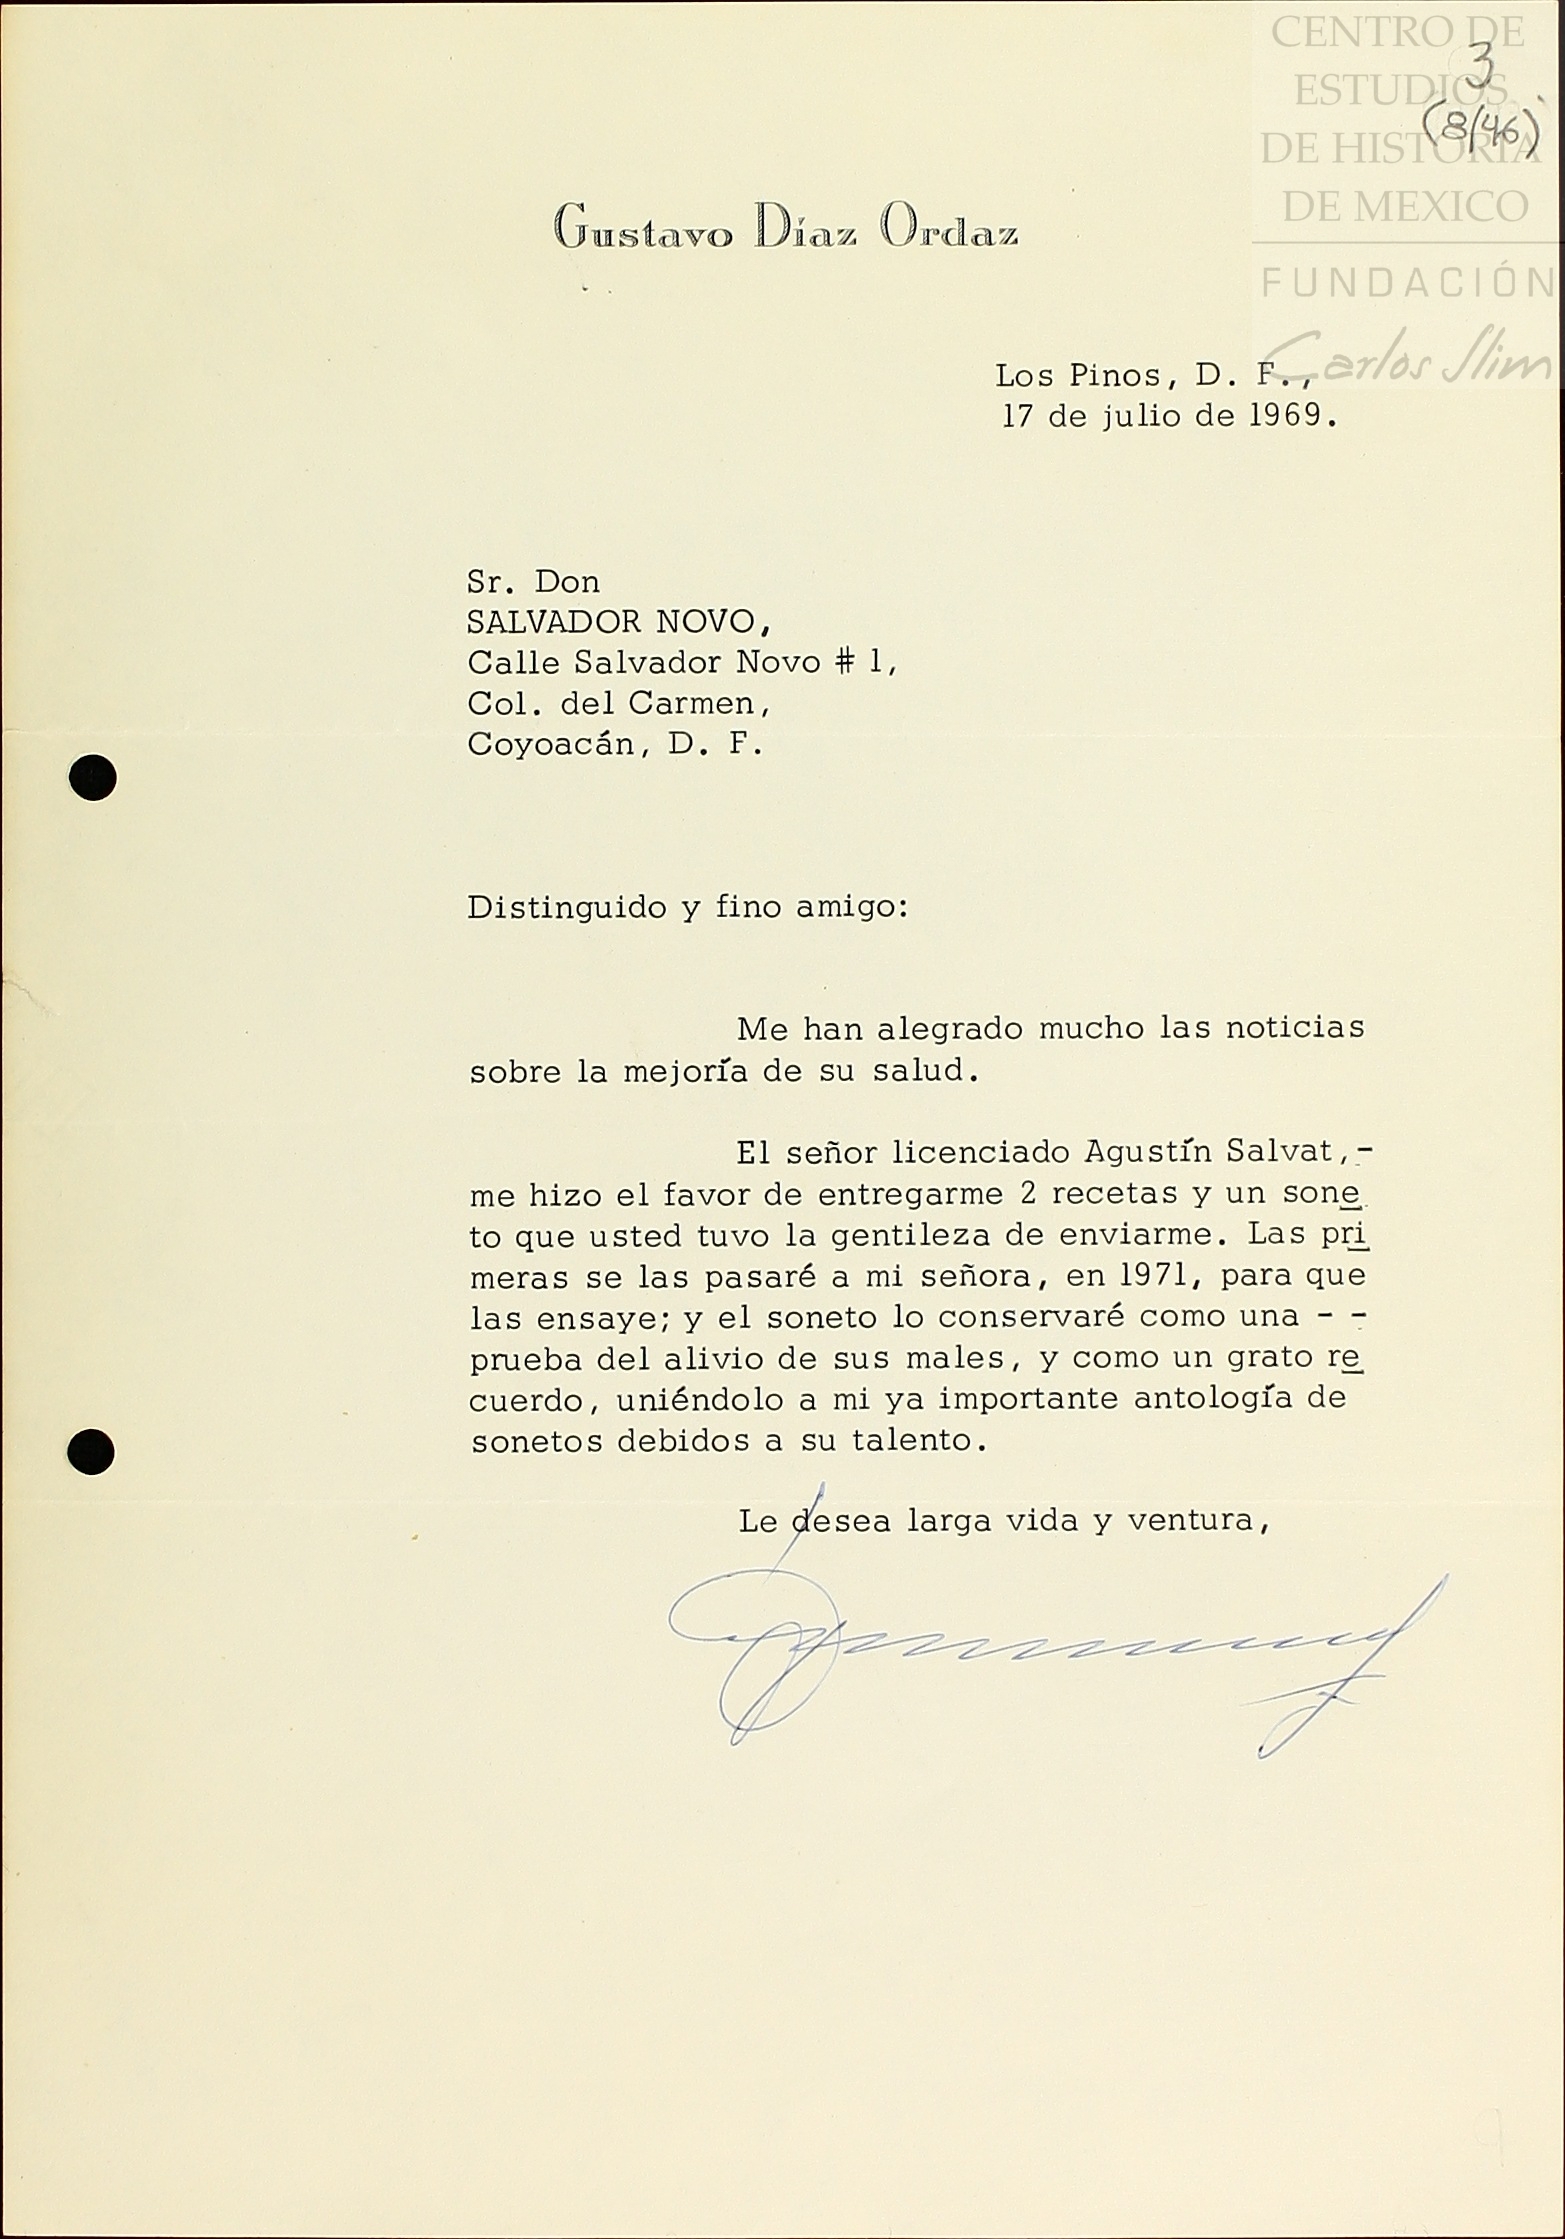 CENTRO DE
ESTUDIOS
DE HISTORIA
DE MEXICO
FUNDACIÓN
Carlos Slim
3
(8/46)
Gustavo Díaz Ordaz
Los Pinos, D. F.,
17 de julio de 1969.
Sr. Don
SALVADOR NOVO,
Calle Salvador Novo # 1,
Col. del Carmen,
Coyoacán, D. F.
Distinguido y fino amigo:
Me han alegrado mucho las noticias
sobre la mejoría de su salud.
El señor licenciado Agustín Salvat,-
me hizo el favor de entregarme 2 recetas y un sone
to que usted tuvo la gentileza de enviarme. Las pri
meras se las pasaré a mi señora, en 1971, para que
las ensaye; y el soneto lo conservaré como una - -
prueba del alivio de sus males, y como un grato re
cuerdo, uniéndolo a mi ya importante antología de
sonetos debidos a su talento.
Le desea larga vida y ventura,
9